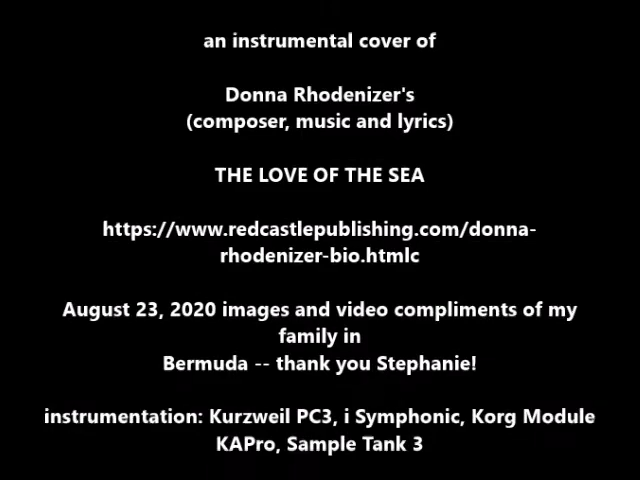 an instrumental cover of
Donna Rhodenizer's
(composer, music and lyrics)
THE LOVE OF THE SEA
https://www.redcastlepublishing.com/donna-
rhodenizer-bio.htmlc
August 23, 2020 images and video compliments of my
family in
Bermuda -- thank you Stephanie!
instrumentation: Kurzweil PC3, i Symphonic, Korg Module
KAPro, Sample Tank 3